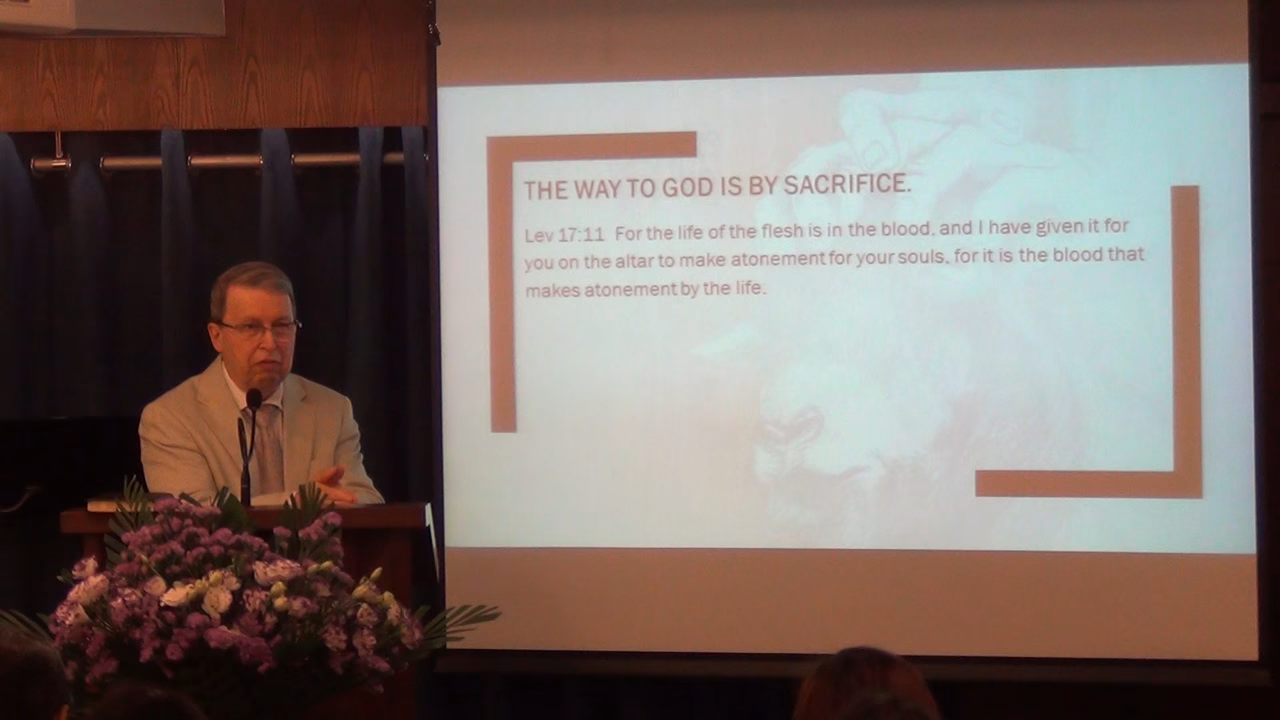 THE WAY TO GOD IS BY SACRIFICE.
Lev 17:11 For the life of the flesh is in the blood, and I have given it for
you on the altar to make atonement for your souls, for it is the blood that
makes atonement by the life.